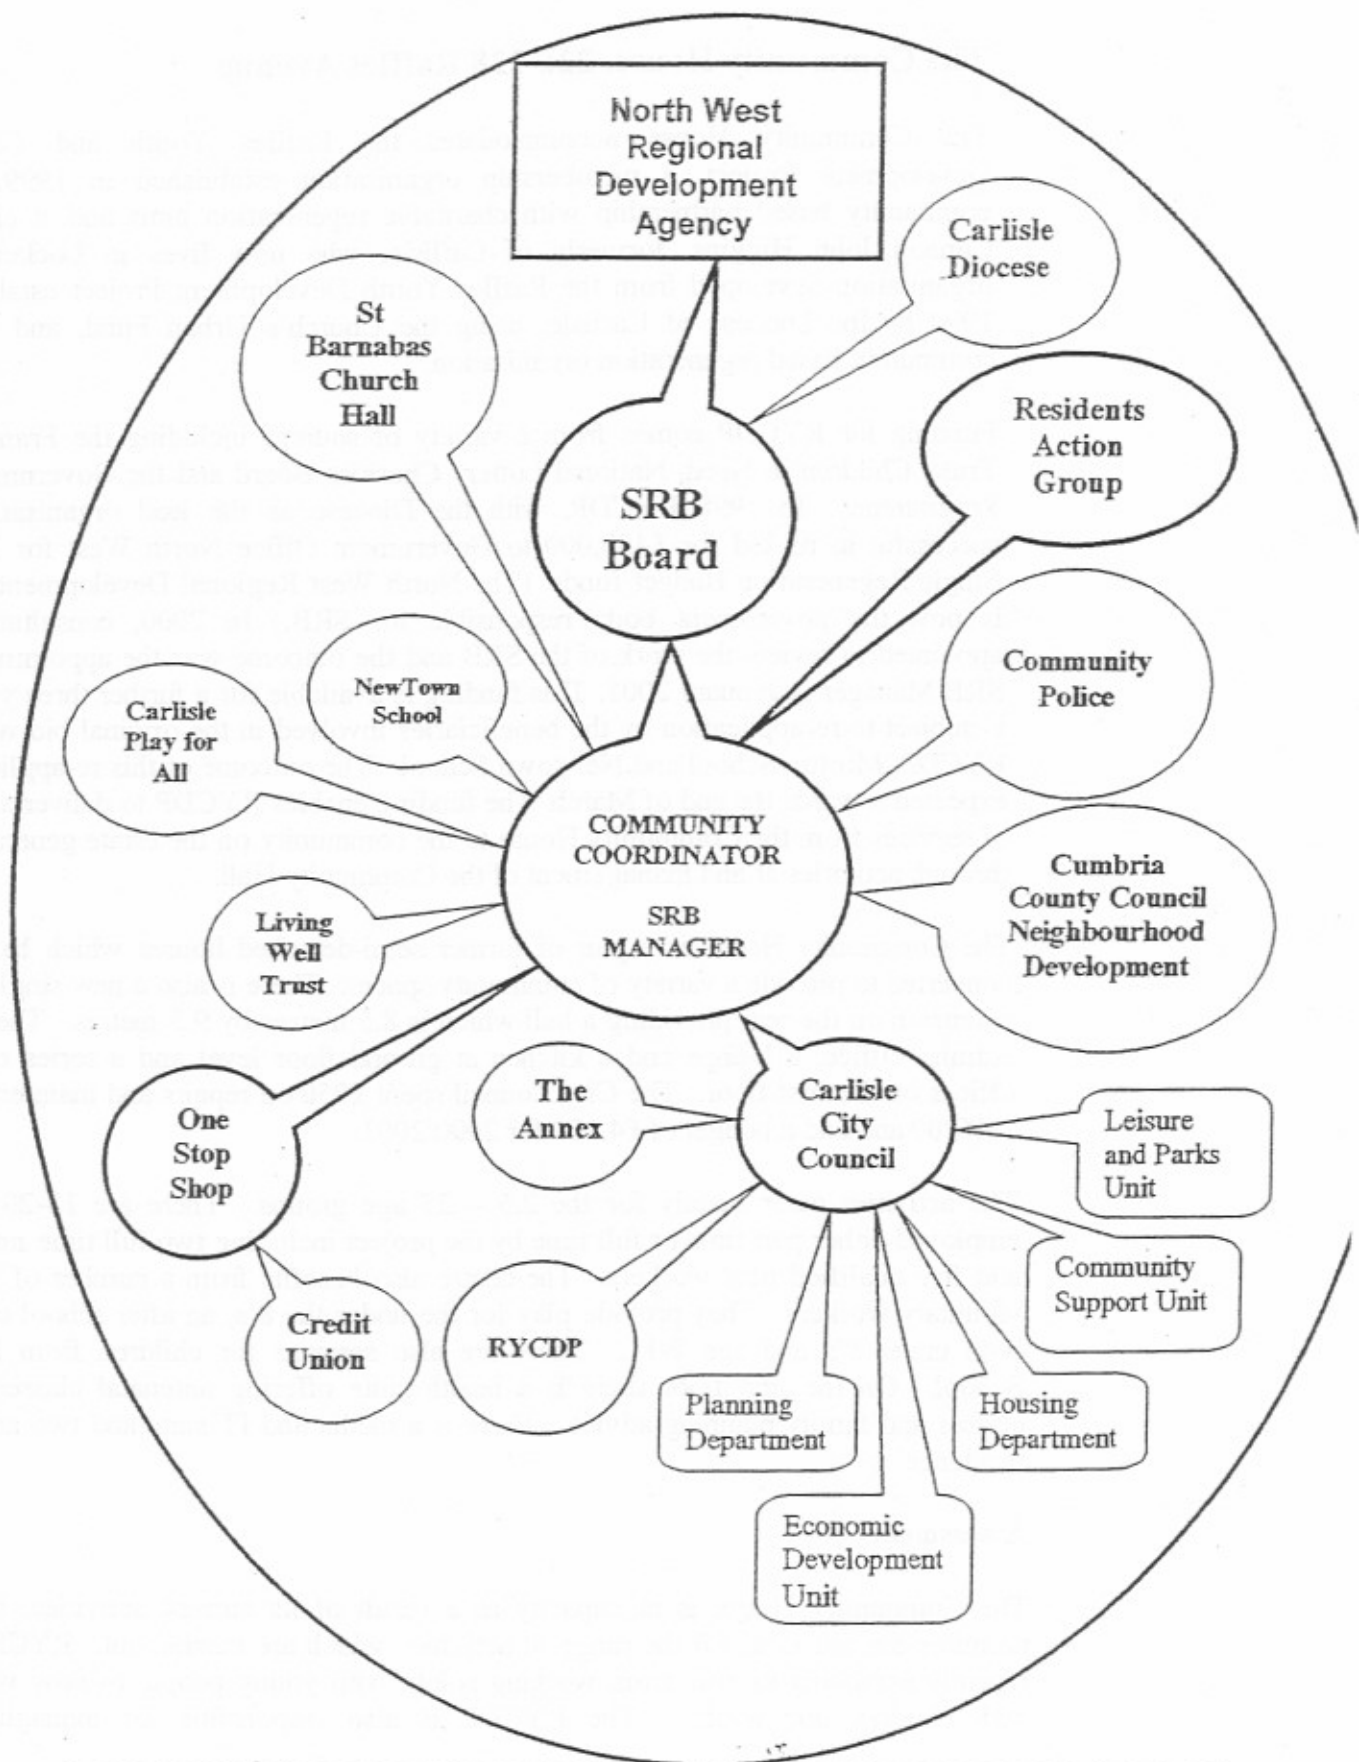 North West
Regional
Development
Agency
Carlisle
Diocese
St
Barnabas
Church
Hall
Residents
Action
Group
SRB
Board
Community
Police
NewTown
School
Carlisle
Play for
All
COMMUNITY
COORDINATOR
SRB
MANAGER
Cumbria
County Council
Neighbourhood
Development
Living
Well
Trust
The
Annex
Carlisle
City
Council
One
Stop
Shop
Leisure
and Parks
Unit
Community
Support Unit
Credit
Union
RYCDP
Planning
Department
Housing
Department
Economic
Development
Unit